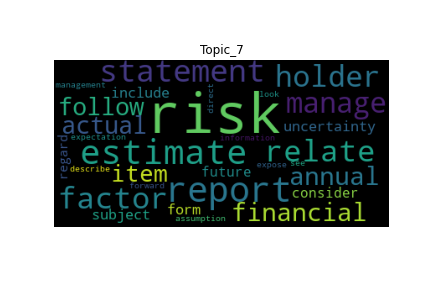 Topic_7
statement
holder
management
include
direct
look
risk
manage
follow
actual
uncertainty
expectation
information
estimate
relate
regard
describe
item
future
expose
see
annual
factor
report
forward
consider
subject
form
assumption
financial